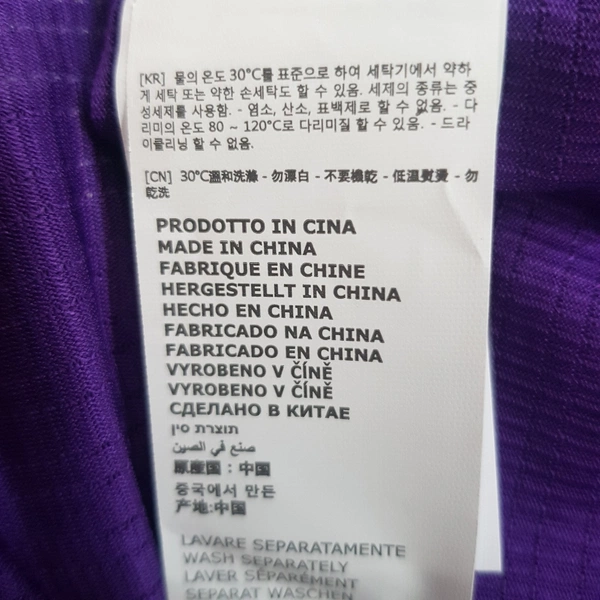 [KR] 물의 온도 30°C를 표준으로 하여 세탁기에서 약하
게 세탁 또는 약한 손세탁도 할 수 있음. 세제의 종류는 중
성세제를 사용함. - 염소, 산소, 표백제로 할 수 없음. - 다
리미의 온도 80 ~ 120°C로 다리미질 할 수 있음. - 드라
이클리닝 할 수 없음.
[CN] 30°C溫和洗滌 - 勿漂白 - 不要機乾 - 低溫熨燙 - 勿
乾洗
PRODOTTO IN CINA
MADE IN CHINA
FABRIQUE EN CHINE
HERGESTELLT IN CHINA
HECHO EN CHINA
FABRICADO NA CHINA
FABRICADO EN CHINA
VYROBENO V ČÍNĚ
VYROBENO V ČÍNĚ
СДЕЛАНО В КИТАЕ
תוצרת סין
صنع في الصين
原産国：中国
중국에서 만든
产地:中国
LAVARE SEPARATAMENTE
WASH SEPARATELY
LAVER SÉPARÉMENT
SEPARAT WASCHEN